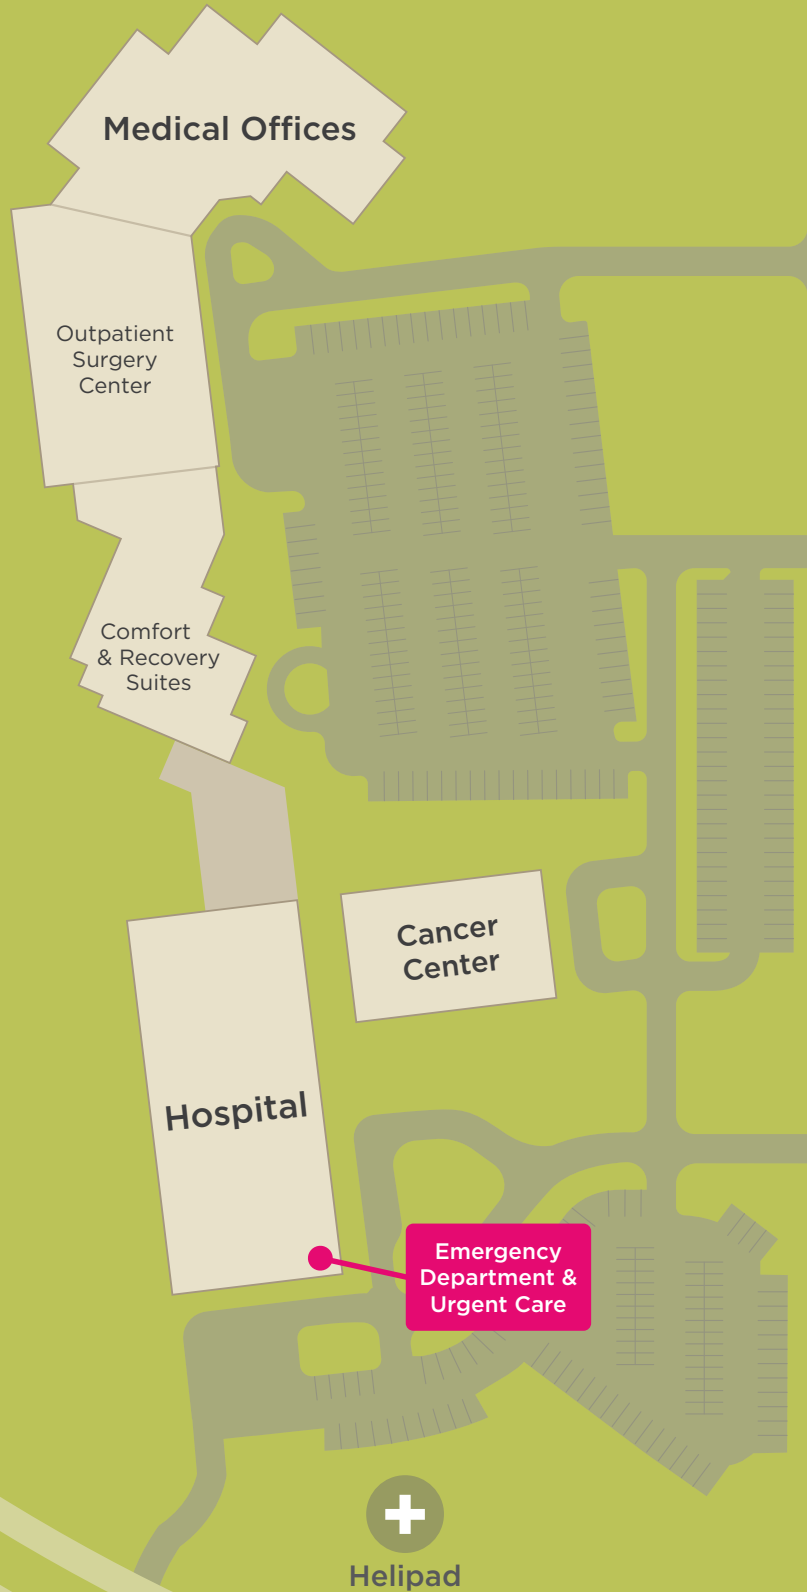 Medical Offices
Outpatient
Surgery
Center
Comfort
& Recovery
Suites
Cancer
Center
Hospital
Emergency
Department &
Urgent Care
Helipad